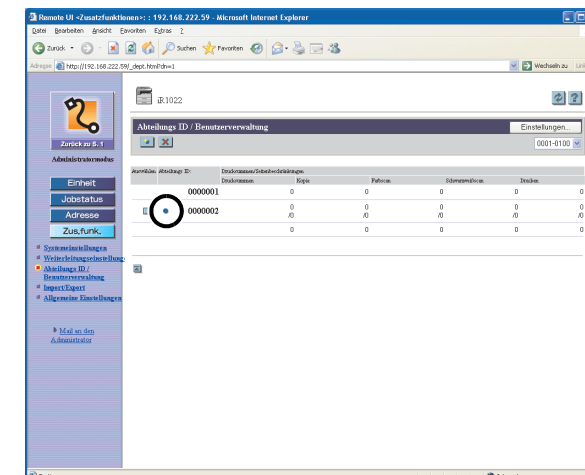 Remote UI <Zusatzfunktionen>: : 192.168.222.59 - Microsoft Internet Explorer
Datei Bearbeiten Ansicht Favoriten Extras ?
Zurück Suchen Favoriten
Adresse http://192.168.222.59/_dept.html?dn=1 Wechseln zu Links
iR1022
Zurück zu S. 1
Administratormodus
Einheit
Jobstatus
Adresse
Zus.funk.
Systemeinstellungen
Weiterleitungseinstellung
Abteilungs ID /
Benutzerverwaltung
Import/Export
Allgemeine Einstellungen
Mail an den
Administrator
Abteilungs ID / Benutzerverwaltung Einstellungen...
0001-0100
Auswählen Abteilungs ID: Drucksummen/Seitenbeschränkungen
Drucksummen Kopie Farbscan Schwarzweißscan Drucken
0000001 0 0 0 0
0000002 0 0 0 0
/0 /0 /0 /0
0 0 0 0